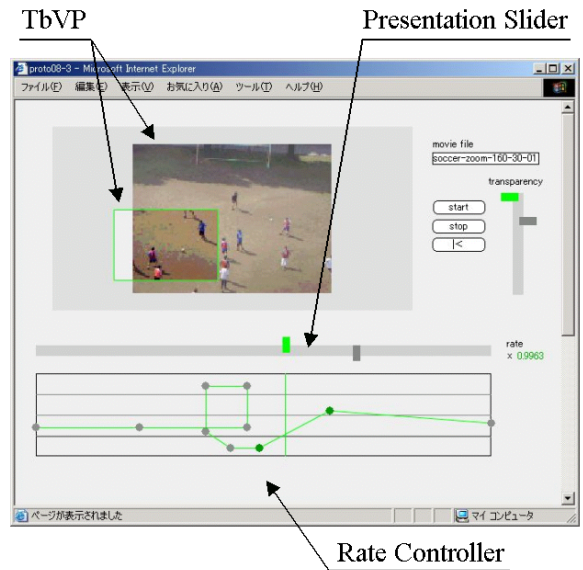 TbVP
Presentation Slider
proto08-3 - Microsoft Internet Explorer
ファイル(F) 編集(E) 表示(V) お気に入り(A) ツール(T) ヘルプ(H)
movie file
soccer-zoom-160-30-01
transparency
start
stop
|<
rate
x 0.9963
ページが表示されました
マイ コンピュータ
Rate Controller